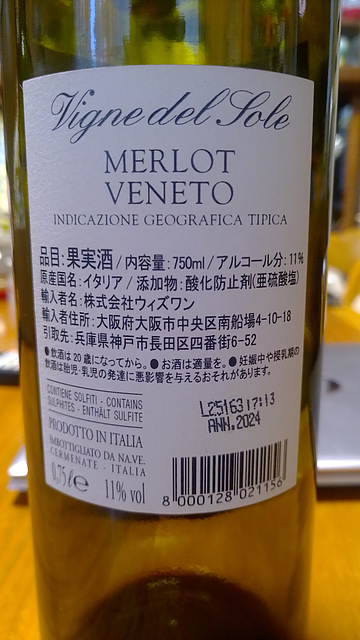 Vigne del Sole
MERLOT
VENETO
INDICAZIONE GEOGRAFICA TIPICA
品目:果実酒/内容量:750ml/アルコール分:11%
原産国名:イタリア/添加物:酸化防止剤(亜硫酸塩)
輸入者名:株式会社ウィズワン
輸入者住所:大阪府大阪市中央区南船場4-10-18
引取先:兵庫県神戸市長田区四番街6-52
●飲酒は20歳になってから。●お酒は適量を。●妊娠中や授乳期の
飲酒は胎児・乳児の発達に悪影響を与えるおそれがあります。
CONTIENE SOLFITI - CONTAINS
SULPHITES - ENTHÄLT SULFITE
PRODOTTO IN ITALIA
IMBOTTIGLIATO DA NA.VE.
CERMENATE - ITALIA
0,75 l e 11% vol
L25163 17:13
ANN.2024
8 000128 021156